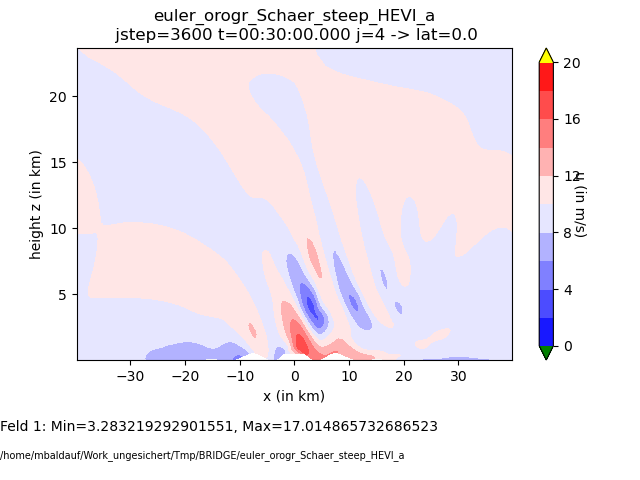 euler_orogr_Schaer_steep_HEVI_a
jstep=3600 t=00:30:00.000 j=4 -> lat=0.0
height z (in km)
20
15
10
5
−30
−20
−10
0
10
20
30
x (in km)
20
16
12
8
4
0
u (in m/s)
Feld 1: Min=3.283219292901551, Max=17.014865732686523
/home/mbaldauf/Work_ungesichert/Tmp/BRIDGE/euler_orogr_Schaer_steep_HEVI_a